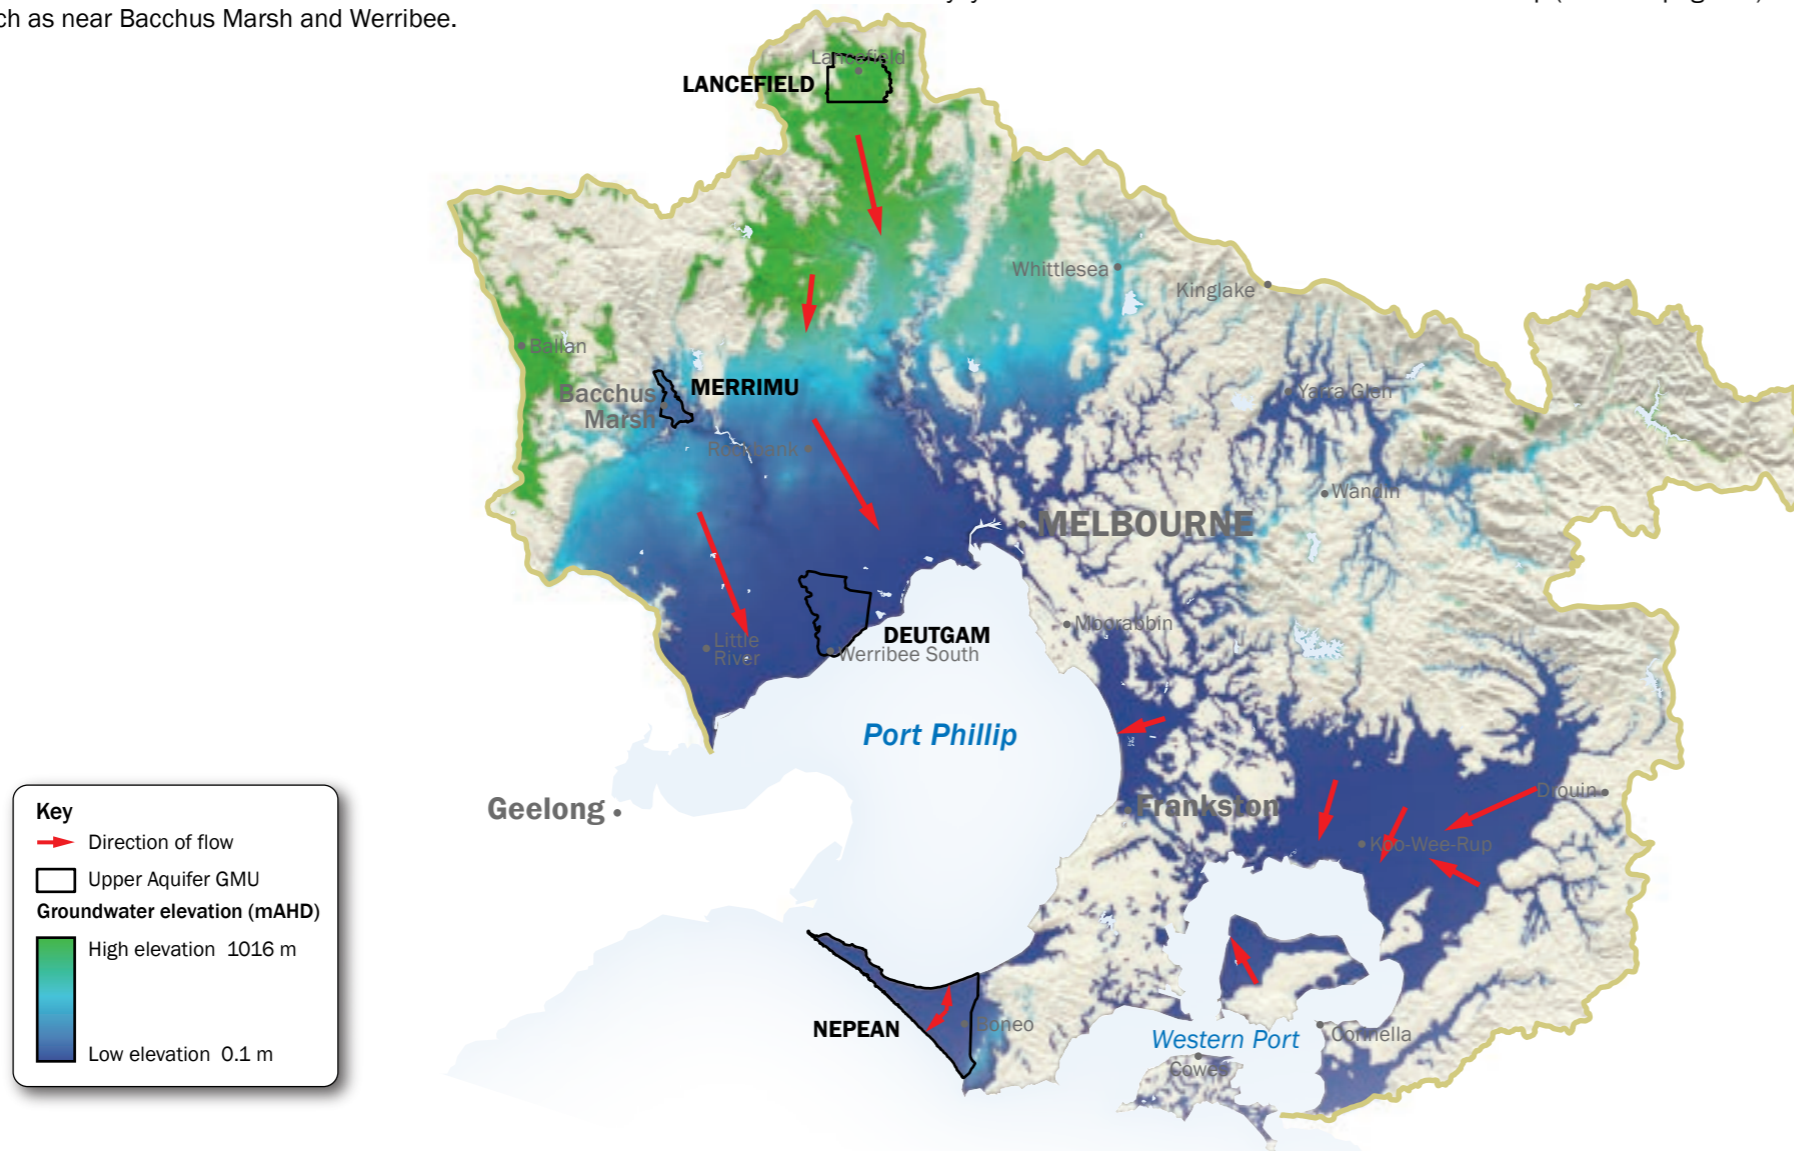 ch as near Bacchus Marsh and Werribee.
Lancefield
LANCEFIELD
Whittlesea
Kinglake
Ballan
Bacchus
Marsh
MERRIMU
Yarra Glen
Rockbank
Wandin
MELBOURNE
Moorabbin
DEUTGAM
Werribee South
Little
River
Port Phillip
Geelong
Frankston
Drouin
Koo-Wee-Rup
NEPEAN
Boneo
Western Port
Corinella
Cowes
Key
Direction of flow
Upper Aquifer GMU
Groundwater elevation (mAHD)
High elevation 1016 m
Low elevation 0.1 m